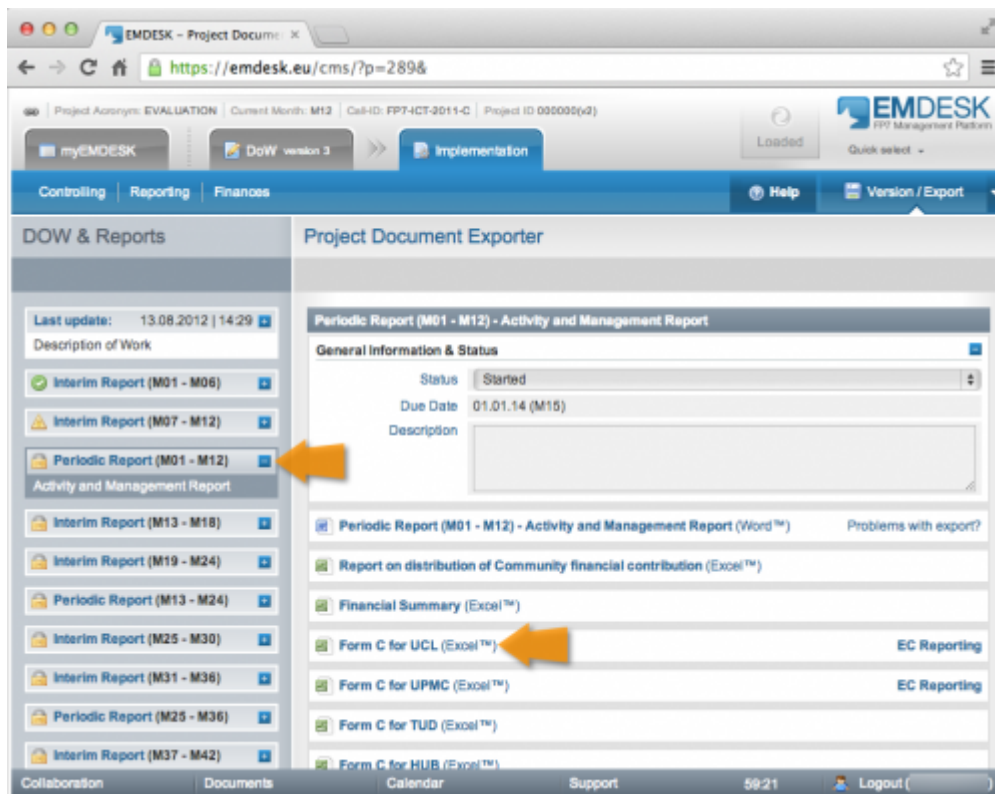 EMDESK – Project Docume
https://emdesk.eu/cms/?p=289&
Project Acronym: EVALUATION | Current Month: M12 | Call-ID: FP7-ICT-2011-C | Project ID 000000(v2)
myEMDESK
DoW version 3
Implementation
Loaded
EMDESK
FP7 Management Platform
Quick select
Controlling | Reporting | Finances
Help
Version / Export
DOW & Reports
Project Document Exporter
Last update: 13.08.2012 | 14:29
Description of Work
Interim Report (M01 - M06)
Interim Report (M07 - M12)
Periodic Report (M01 - M12)
Activity and Management Report
Interim Report (M13 - M18)
Interim Report (M19 - M24)
Periodic Report (M13 - M24)
Interim Report (M25 - M30)
Interim Report (M31 - M36)
Periodic Report (M25 - M36)
Interim Report (M37 - M42)
Periodic Report (M01 - M12) - Activity and Management Report
General Information & Status
Status Started
Due Date 01.01.14 (M15)
Description
Periodic Report (M01 - M12) - Activity and Management Report (Word™) Problems with export?
Report on distribution of Community financial contribution (Excel™)
Financial Summary (Excel™)
Form C for UCL (Excel™) EC Reporting
Form C for UPMC (Excel™) EC Reporting
Form C for TUD (Excel™)
Form C for HUB (Excel™)
Collaboration Documents Calendar Support 59:21 Logout ( )